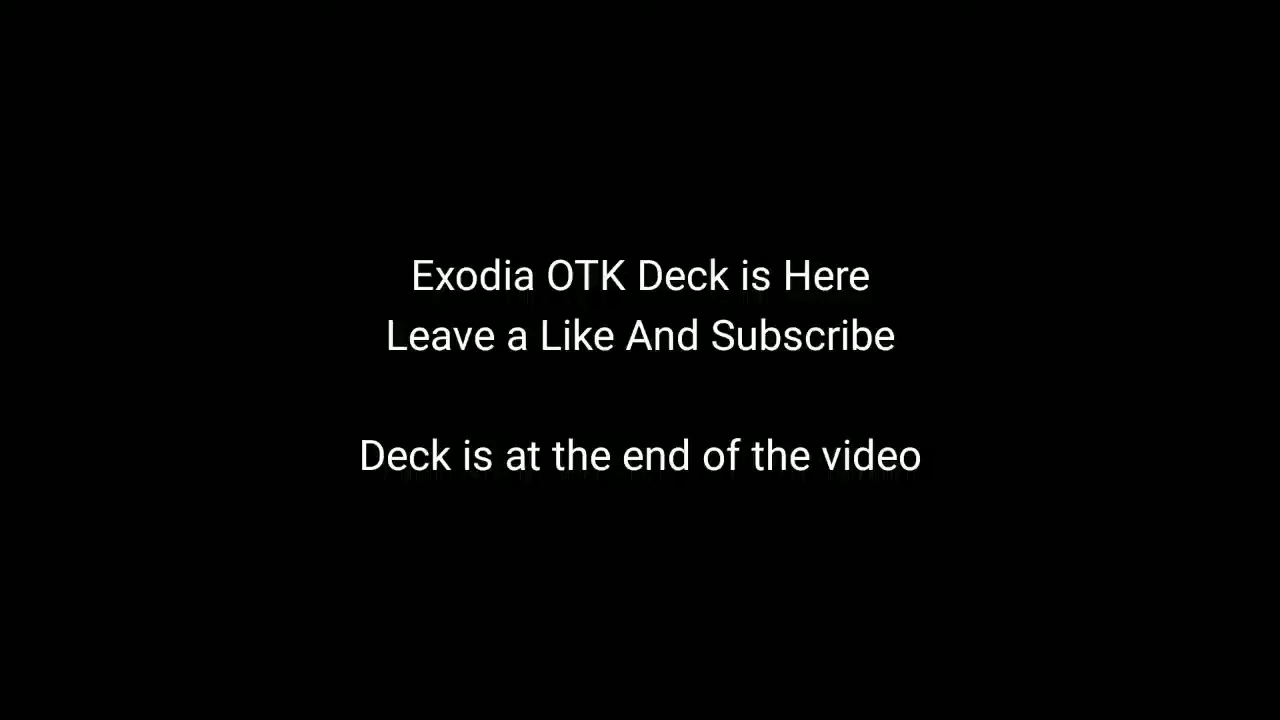 Exodia OTK Deck is Here
Leave a Like And Subscribe
Deck is at the end of the video